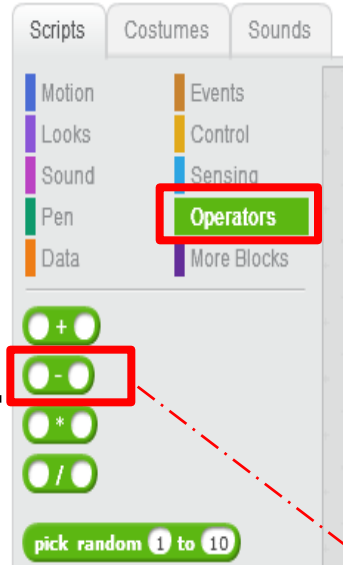 Scripts Costumes Sounds
Motion Events
Looks Control
Sound Sensing
Pen Operators
Data More Blocks
+
-
*
/
pick random 1 to 10